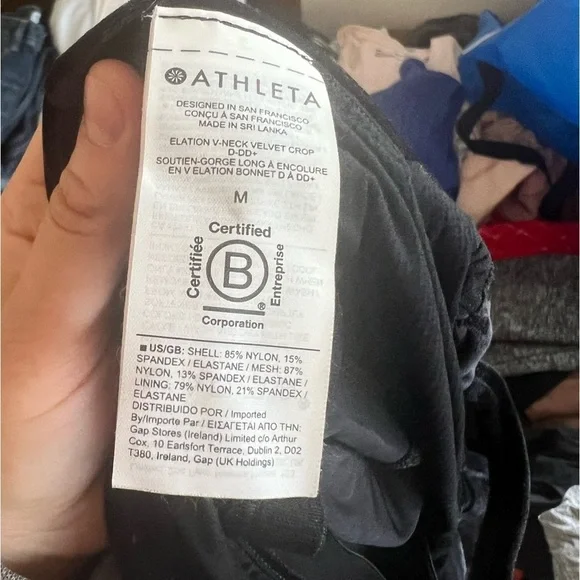 ATHLETA
DESIGNED IN SAN FRANCISCO
CONÇU À SAN FRANCISCO
MADE IN SRI LANKA
ELATION V-NECK VELVET CROP
D-DD+
SOUTIEN-GORGE LONG À ENCOLURE
EN V ELATION BONNET D À DD+
M
Certified
Certifiée
B
Entreprise
®
Corporation
■ US/GB: SHELL: 85% NYLON, 15%
SPANDEX / ELASTANE / MESH: 87%
NYLON, 13% SPANDEX / ELASTANE /
LINING: 79% NYLON, 21% SPANDEX /
ELASTANE
DISTRIBUIDO POR / Imported
By/Importe Par / ΕΙΣΑΓΕΤΑΙ ΑΠΟ ΤΗΝ:
Gap Stores (Ireland) Limited c/o Arthur
Cox, 10 Earlsfort Terrace, Dublin 2, D02
T380, Ireland, Gap (UK Holdings)